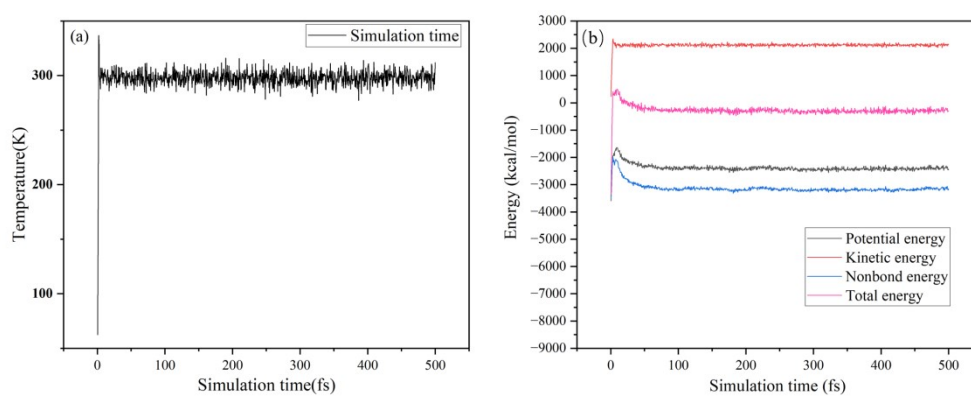 (a)
Simulation time
300
200
100
Temperature(K)
0
100
200
300
400
500
Simulation time(fs)
(b)
3000
2000
1000
0
−1000
−2000
−3000
−4000
−5000
−6000
−7000
−8000
−9000
Energy (kcal/mol)
Potential energy
Kinetic energy
Nonbond energy
Total energy
0
100
200
300
400
500
Simulation time (fs)